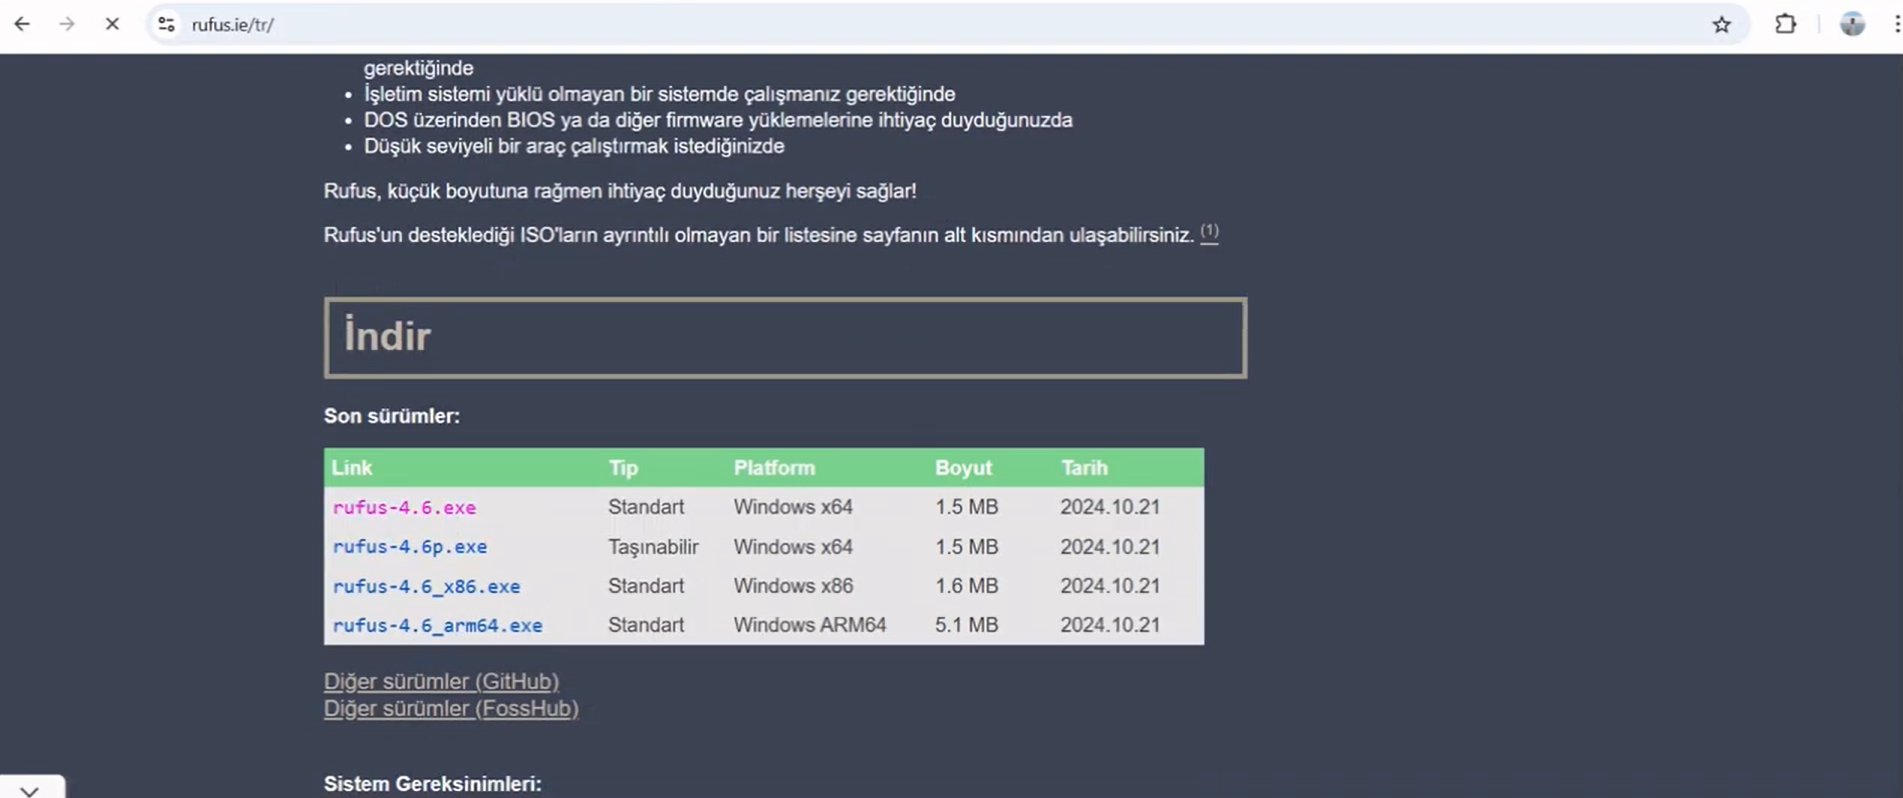 rufus.ie/tr/
gerektiğinde
• İşletim sistemi yüklü olmayan bir sistemde çalışmanız gerektiğinde
• DOS üzerinden BIOS ya da diğer firmware yüklemelerine ihtiyaç duyduğunuzda
• Düşük seviyeli bir araç çalıştırmak istediğinizde
Rufus, küçük boyutuna rağmen ihtiyaç duyduğunuz herşeyi sağlar!
Rufus'un desteklediği ISO'ların ayrıntılı olmayan bir listesine sayfanın alt kısmından ulaşabilirsiniz. (1)
İndir
Son sürümler:
Link Tip Platform Boyut Tarih
rufus-4.6.exe Standart Windows x64 1.5 MB 2024.10.21
rufus-4.6p.exe Taşınabilir Windows x64 1.5 MB 2024.10.21
rufus-4.6_x86.exe Standart Windows x86 1.6 MB 2024.10.21
rufus-4.6_arm64.exe Standart Windows ARM64 5.1 MB 2024.10.21
Diğer sürümler (GitHub)
Diğer sürümler (FossHub)
Sistem Gereksinimleri: